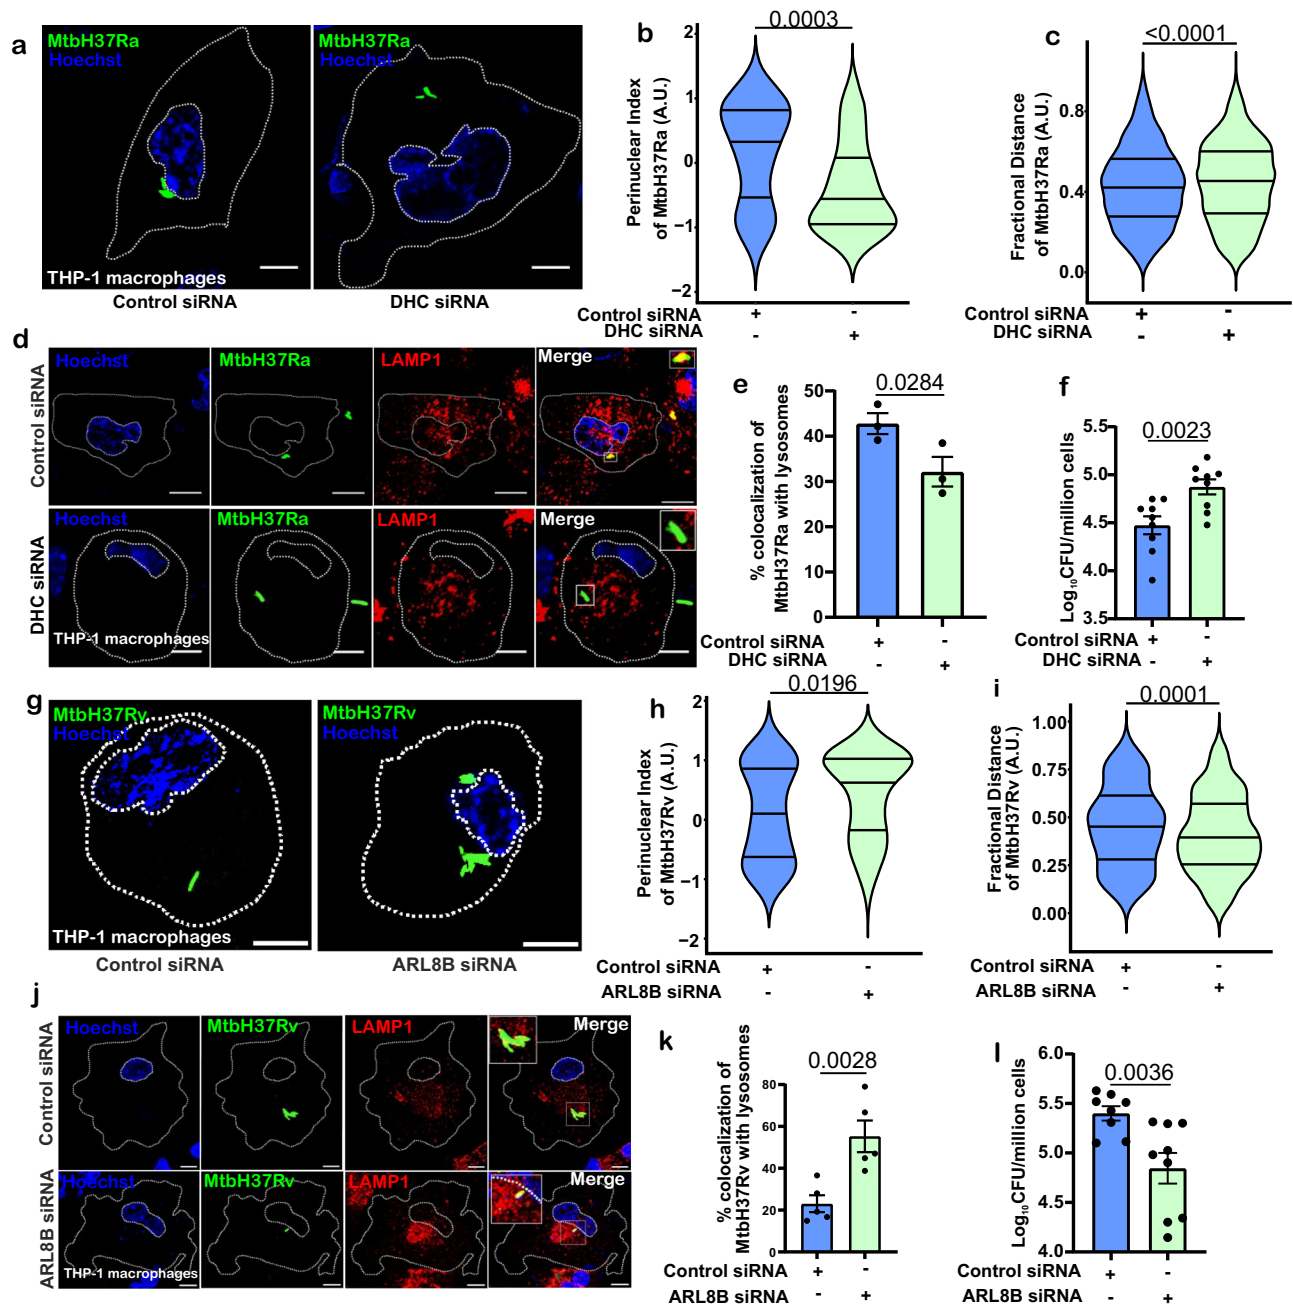 a
MtbH37Ra
Hoechst
THP-1 macrophages
Control siRNA
MtbH37Ra
Hoechst
DHC siRNA
b
0.0003
Perinuclear Index
of MtbH37Ra (A.U.)
2
1
0
−1
−2
Control siRNA + -
DHC siRNA - +
c
<0.0001
Fractional Distance
of MtbH37Ra (A.U.)
0.8
0.4
0.0
Control siRNA + -
DHC siRNA - +
d
Control siRNA
Hoechst
MtbH37Ra
LAMP1
Merge
DHC siRNA
Hoechst
MtbH37Ra
LAMP1
Merge
THP-1 macrophages
e
0.0284
% colocalization of
MtbH37Ra with lysosomes
50
40
30
20
10
0
Control siRNA + -
DHC siRNA - +
f
0.0023
Log₁₀CFU/million cells
5.5
5.0
4.5
4.0
3.5
Control siRNA + -
DHC siRNA - +
g
MtbH37Rv
Hoechst
THP-1 macrophages
Control siRNA
MtbH37Rv
Hoechst
ARL8B siRNA
h
0.0196
Perinuclear Index
of MtbH37Rv (A.U.)
2
1
0
−1
−2
Control siRNA + -
ARL8B siRNA - +
i
0.0001
Fractional Distance
of MtbH37Rv (A.U.)
1.00
0.75
0.50
0.25
0.00
Control siRNA + -
ARL8B siRNA - +
j
Control siRNA
Hoechst
MtbH37Rv
LAMP1
Merge
ARL8B siRNA
Hoechst
MtbH37Rv
LAMP1
Merge
THP-1 macrophages
k
0.0028
% colocalization of
MtbH37Rv with lysosomes
80
60
40
20
0
Control siRNA + -
ARL8B siRNA - +
l
0.0036
Log₁₀CFU/million cells
6.0
5.5
5.0
4.5
4.0
Control siRNA + -
ARL8B siRNA - +